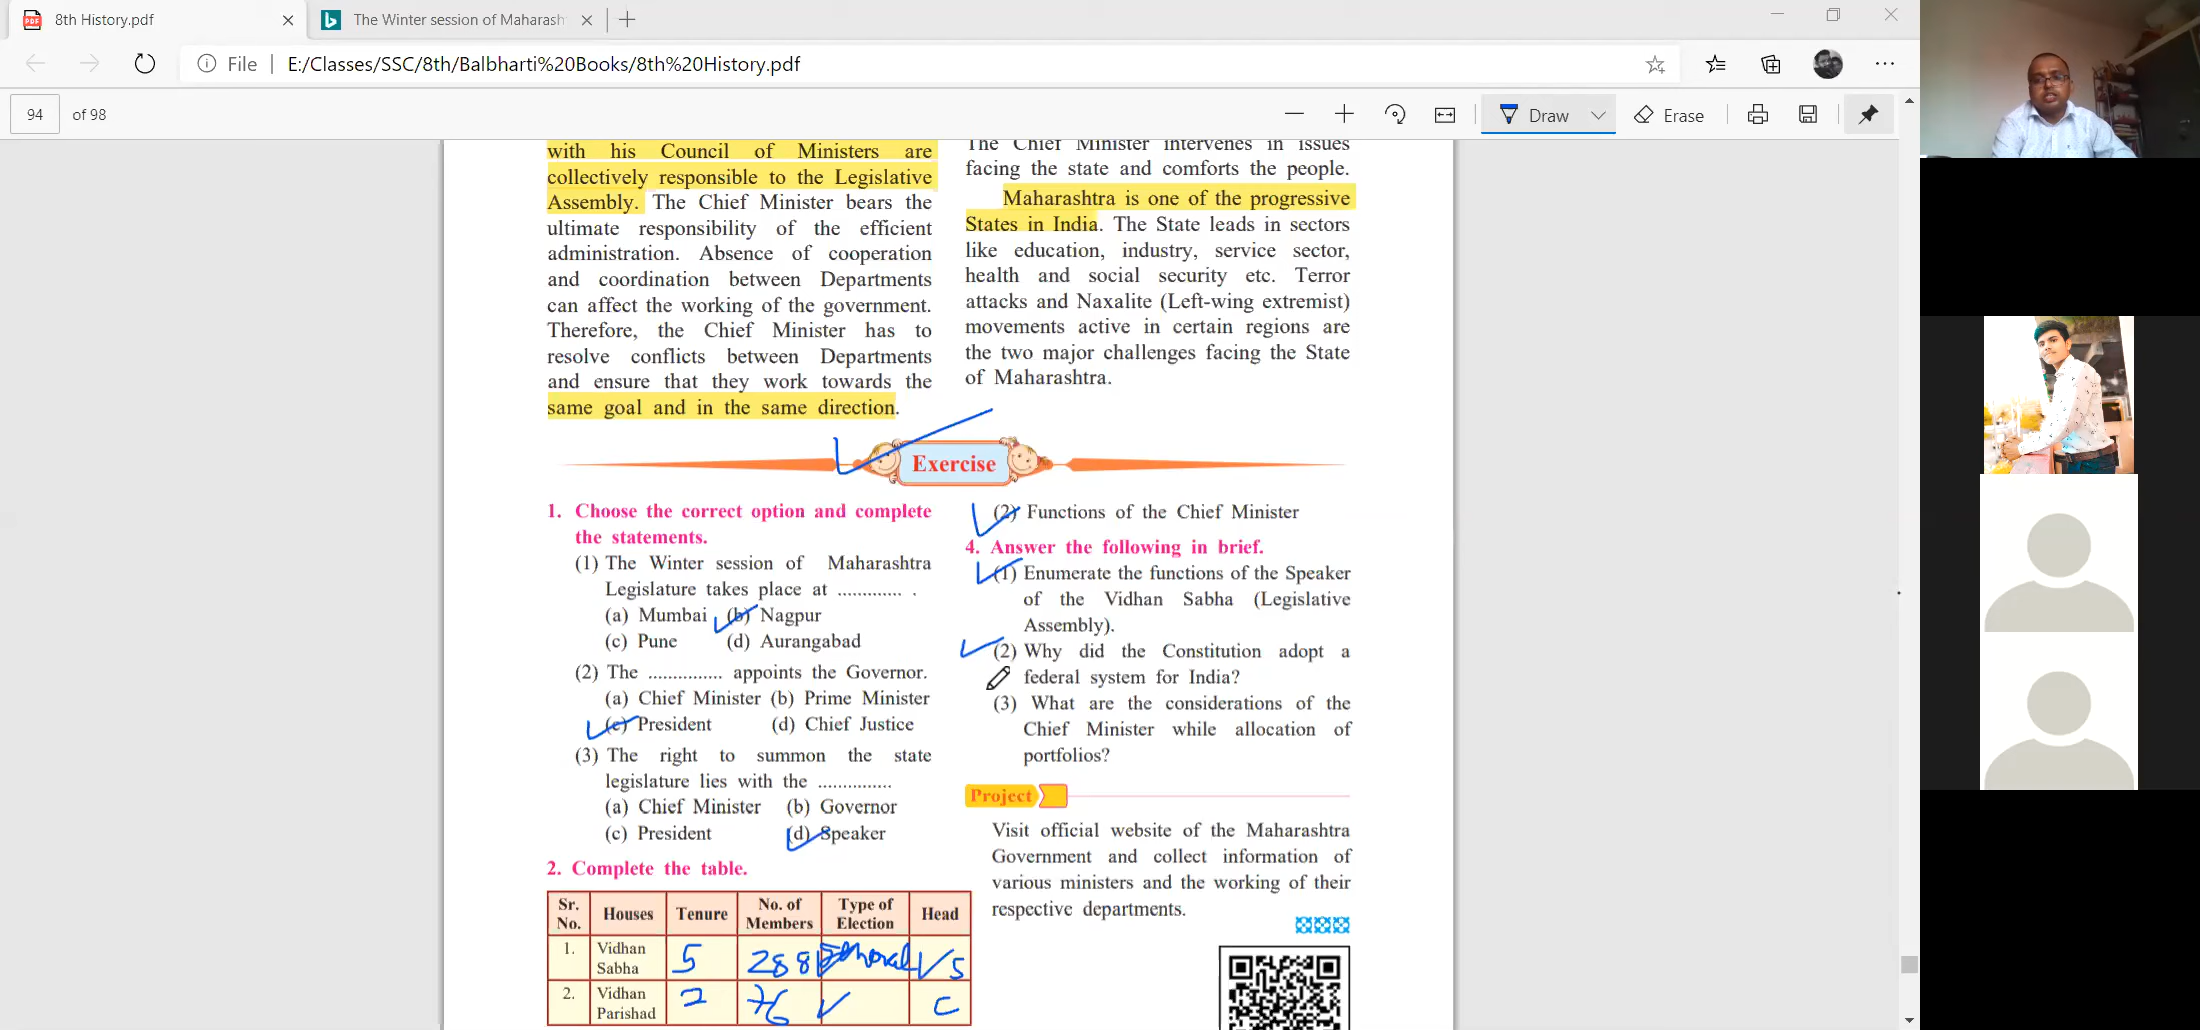 8th History.pdf
The Winter session of Maharash
File
E:/Classes/SSC/8th/Balbharti%20Books/8th%20History.pdf
94 of 98
Draw
Erase
with his Council of Ministers are
collectively responsible to the Legislative
Assembly. The Chief Minister bears the
ultimate responsibility of the efficient
administration. Absence of cooperation
and coordination between Departments
can affect the working of the government.
Therefore, the Chief Minister has to
resolve conflicts between Departments
and ensure that they work towards the
same goal and in the same direction.
The Chief Minister intervenes in issues
facing the state and comforts the people.
Maharashtra is one of the progressive
States in India. The State leads in sectors
like education, industry, service sector,
health and social security etc. Terror
attacks and Naxalite (Left-wing extremist)
movements active in certain regions are
the two major challenges facing the State
of Maharashtra.
Exercise
1. Choose the correct option and complete
the statements.
(1) The Winter session of Maharashtra
Legislature takes place at ............. .
(a) Mumbai (b) Nagpur
(c) Pune (d) Aurangabad
(2) The ............... appoints the Governor.
(a) Chief Minister (b) Prime Minister
(c) President (d) Chief Justice
(3) The right to summon the state
legislature lies with the ...............
(a) Chief Minister (b) Governor
(c) President (d) Speaker
2. Complete the table.
Sr. No. Houses Tenure No. of Members Type of Election Head
1. Vidhan Sabha 5 288 VS
2. Vidhan Parishad 7 76 C
(2) Functions of the Chief Minister
4. Answer the following in brief.
(1) Enumerate the functions of the Speaker
of the Vidhan Sabha (Legislative
Assembly).
(2) Why did the Constitution adopt a
federal system for India?
(3) What are the considerations of the
Chief Minister while allocation of
portfolios?
Project
Visit official website of the Maharashtra
Government and collect information of
various ministers and the working of their
respective departments.